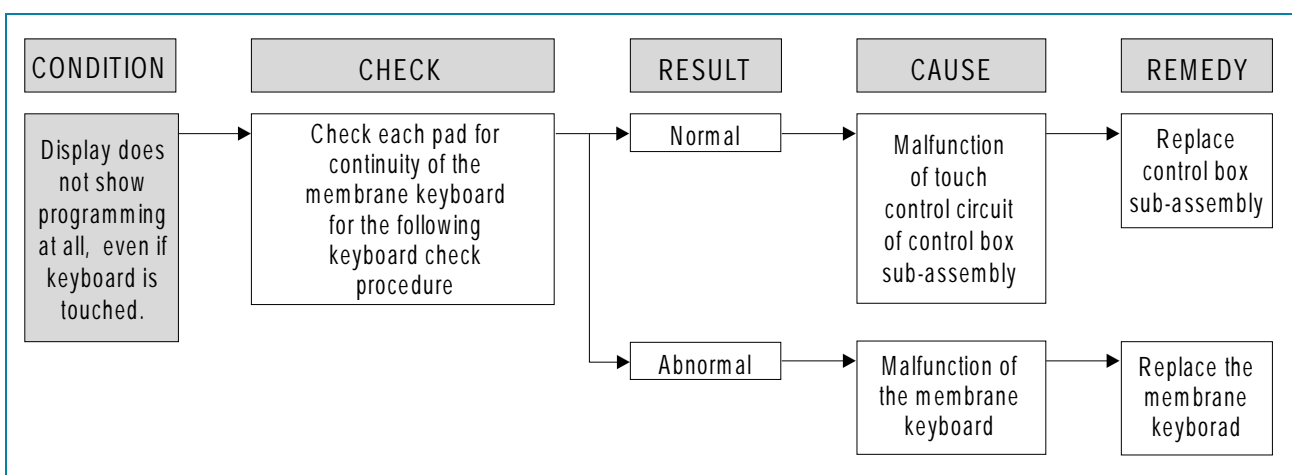 CONDITION
CHECK
RESULT
CAUSE
REMEDY
Display does
not show
programming
at all, even if
keyboard is
touched.
Check each pad for
continuity of the
membrane keyboard
for the following
keyboard check
procedure
Normal
Malfunction
of touch
control circuit
of control box
sub-assembly
Replace
control box
sub-assembly
Abnormal
Malfunction of
the membrane
keyboard
Replace the
membrane
keyborad